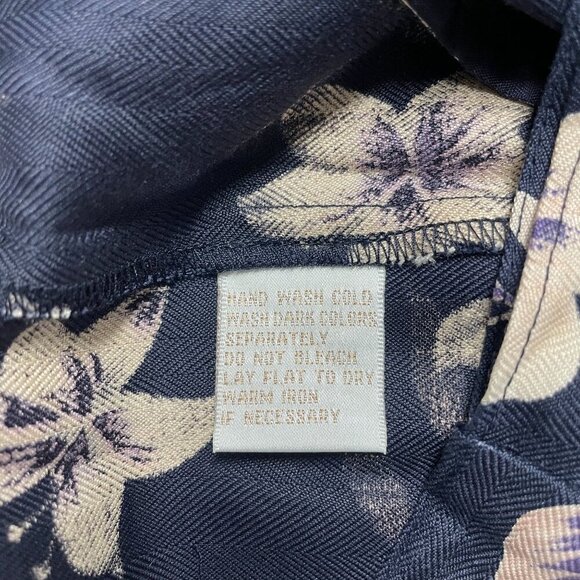 HAND WASH COLD
WASH DARK COLORS
SEPARATELY
DO NOT BLEACH
LAY FLAT TO DRY
WARM IRON
IF NECESSARY